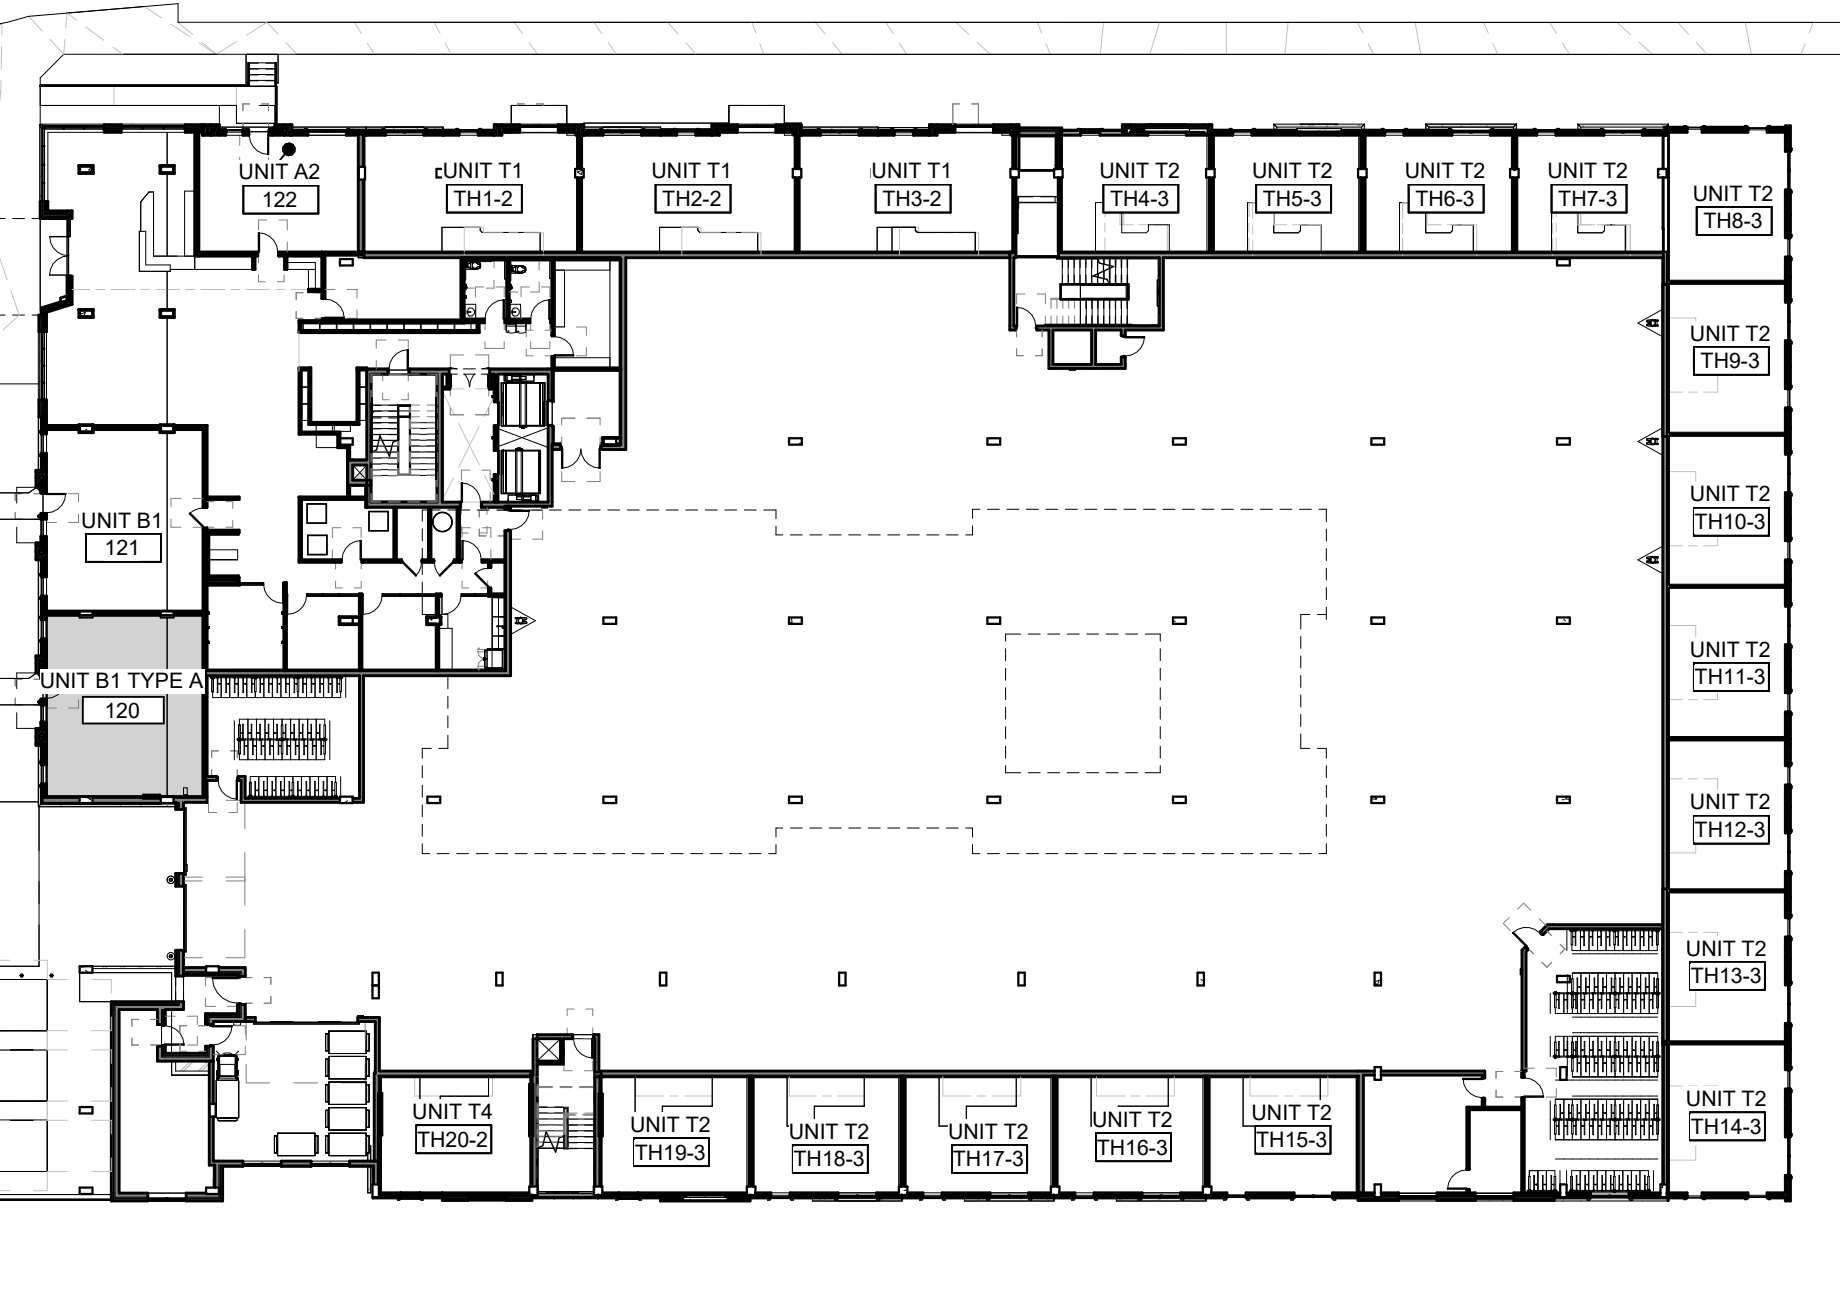 UNIT A2
122
UNIT T1
TH1-2
UNIT T1
TH2-2
UNIT T1
TH3-2
UNIT T2
TH4-3
UNIT T2
TH5-3
UNIT T2
TH6-3
UNIT T2
TH7-3
UNIT T2
TH8-3
UNIT T2
TH9-3
UNIT T2
TH10-3
UNIT T2
TH11-3
UNIT T2
TH12-3
UNIT T2
TH13-3
UNIT T2
TH14-3
UNIT B1
121
UNIT B1 TYPE A
120
UNIT T4
TH20-2
UNIT T2
TH19-3
UNIT T2
TH18-3
UNIT T2
TH17-3
UNIT T2
TH16-3
UNIT T2
TH15-3